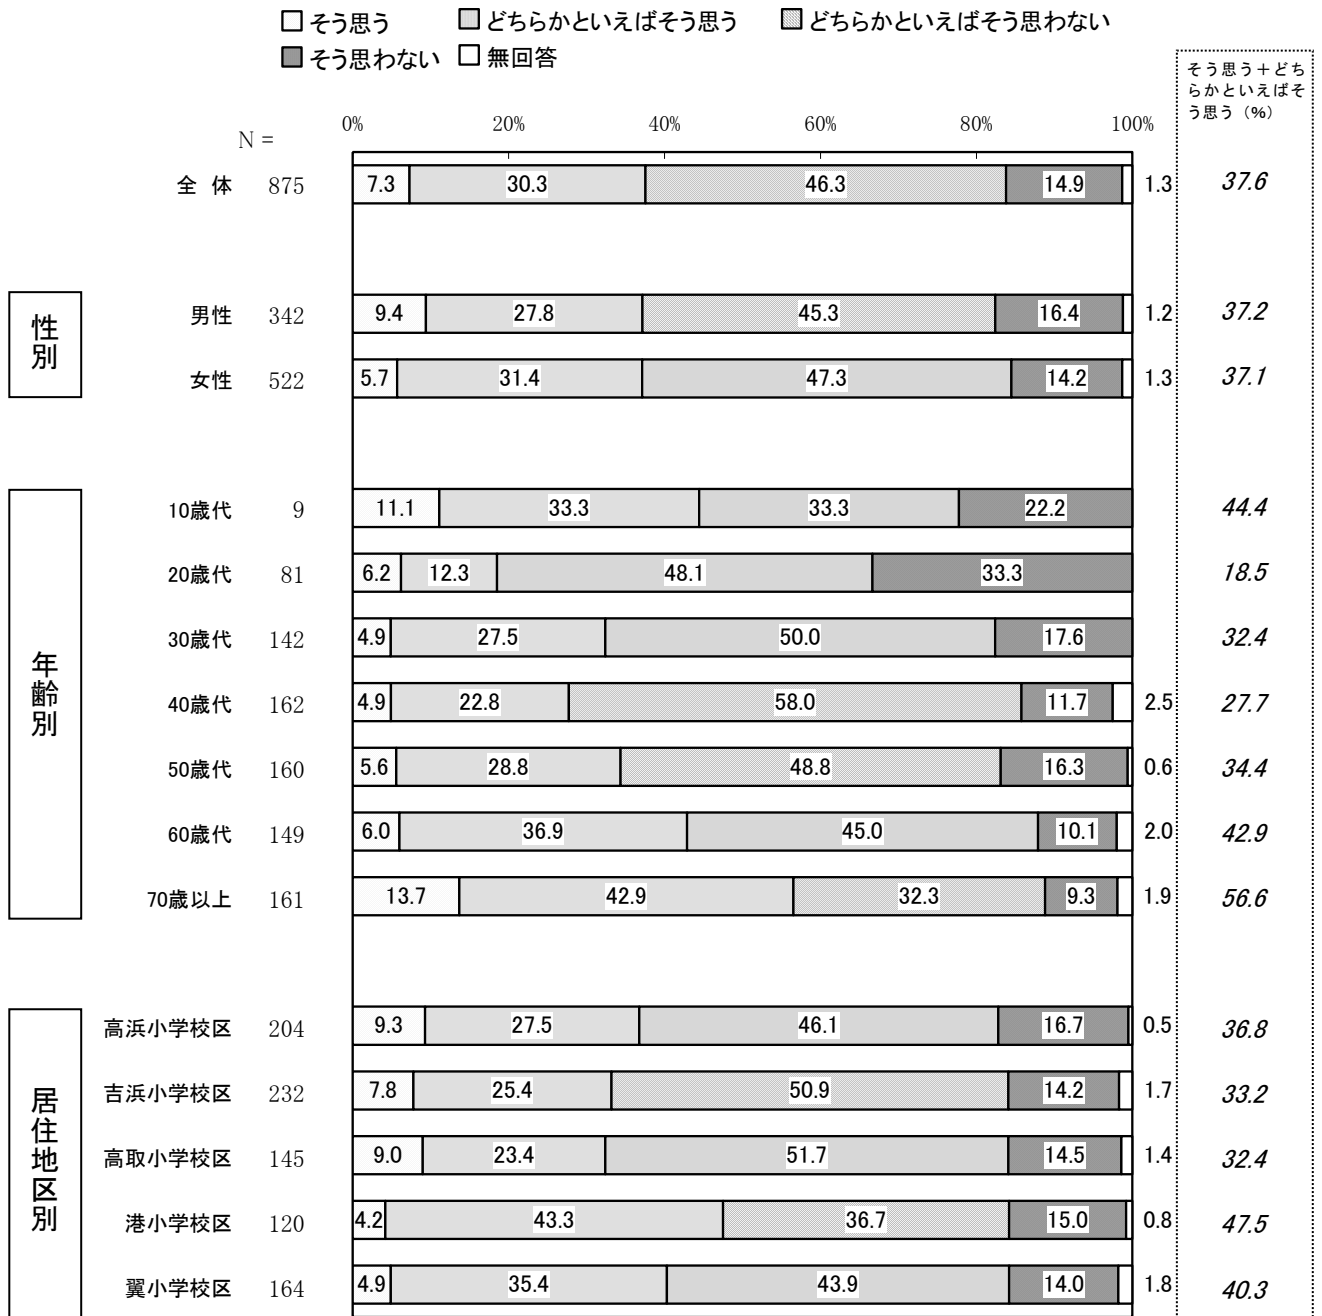 そう思う どちらかといえばそう思う どちらかといえばそう思わない
そう思わない 無回答
そう思う＋どち
らかといえばそ
う思う（%）
N = 0% 20% 40% 60% 80% 100%
全 体 875 7.3 30.3 46.3 14.9 1.3 37.6
性別
男性 342 9.4 27.8 45.3 16.4 1.2 37.2
女性 522 5.7 31.4 47.3 14.2 1.3 37.1
年齢別
10歳代 9 11.1 33.3 33.3 22.2 44.4
20歳代 81 6.2 12.3 48.1 33.3 18.5
30歳代 142 4.9 27.5 50.0 17.6 32.4
40歳代 162 4.9 22.8 58.0 11.7 2.5 27.7
50歳代 160 5.6 28.8 48.8 16.3 0.6 34.4
60歳代 149 6.0 36.9 45.0 10.1 2.0 42.9
70歳以上 161 13.7 42.9 32.3 9.3 1.9 56.6
居住地区別
高浜小学校区 204 9.3 27.5 46.1 16.7 0.5 36.8
吉浜小学校区 232 7.8 25.4 50.9 14.2 1.7 33.2
高取小学校区 145 9.0 23.4 51.7 14.5 1.4 32.4
港小学校区 120 4.2 43.3 36.7 15.0 0.8 47.5
翼小学校区 164 4.9 35.4 43.9 14.0 1.8 40.3